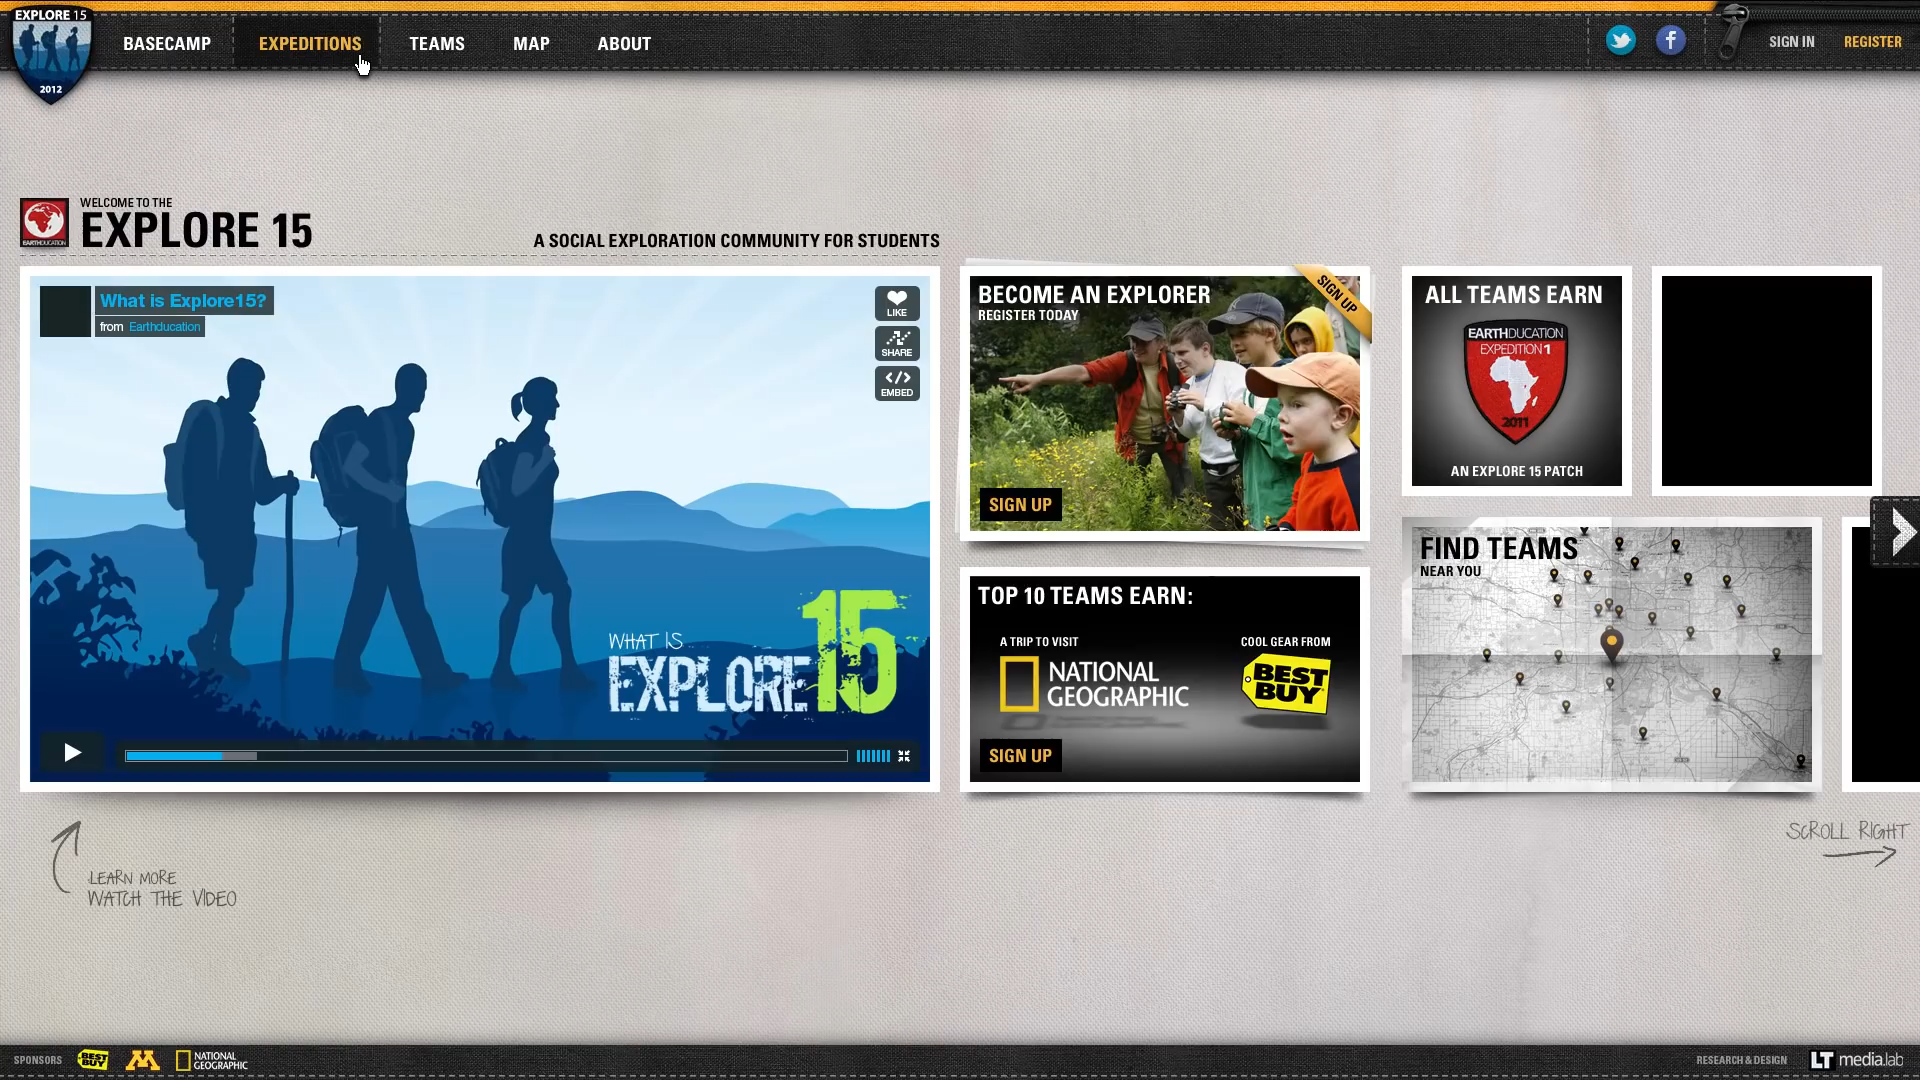 EXPLORE 15
2012
BASECAMP
EXPEDITIONS
TEAMS
MAP
ABOUT
SIGN IN
REGISTER
WELCOME TO THE
EXPLORE 15
EARTHDUCATION
A SOCIAL EXPLORATION COMMUNITY FOR STUDENTS
What is Explore15?
from Earthducation
LIKE
SHARE
EMBED
WHAT IS
EXPLORE15
BECOME AN EXPLORER
REGISTER TODAY
SIGN UP
SIGN UP
TOP 10 TEAMS EARN:
A TRIP TO VISIT
NATIONAL
GEOGRAPHIC
COOL GEAR FROM
BEST
BUY
SIGN UP
ALL TEAMS EARN
EARTHDUCATION
EXPEDITION 1
2011
AN EXPLORE 15 PATCH
FIND TEAMS
NEAR YOU
SCROLL RIGHT
LEARN MORE
WATCH THE VIDEO
SPONSORS
BEST
BUY
M
NATIONAL
GEOGRAPHIC
RESEARCH & DESIGN
LT media.lab